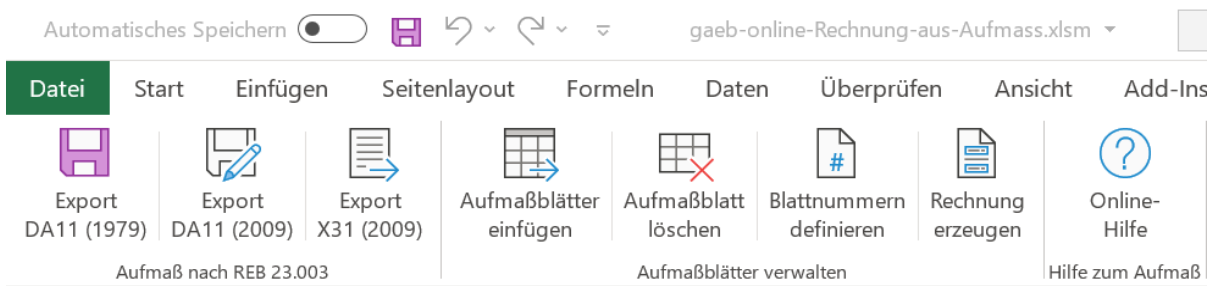 Automatisches Speichern gaeb-online-Rechnung-aus-Aufmass.xlsm
Datei Start Einfügen Seitenlayout Formeln Daten Überprüfen Ansicht Add-Ins
#
?
Export Export Export Aufmaßblätter Aufmaßblatt Blattnummern Rechnung Online-
DA11 (1979) DA11 (2009) X31 (2009) einfügen löschen definieren erzeugen Hilfe
Aufmaß nach REB 23.003 Aufmaßblätter verwalten Hilfe zum Aufmaß